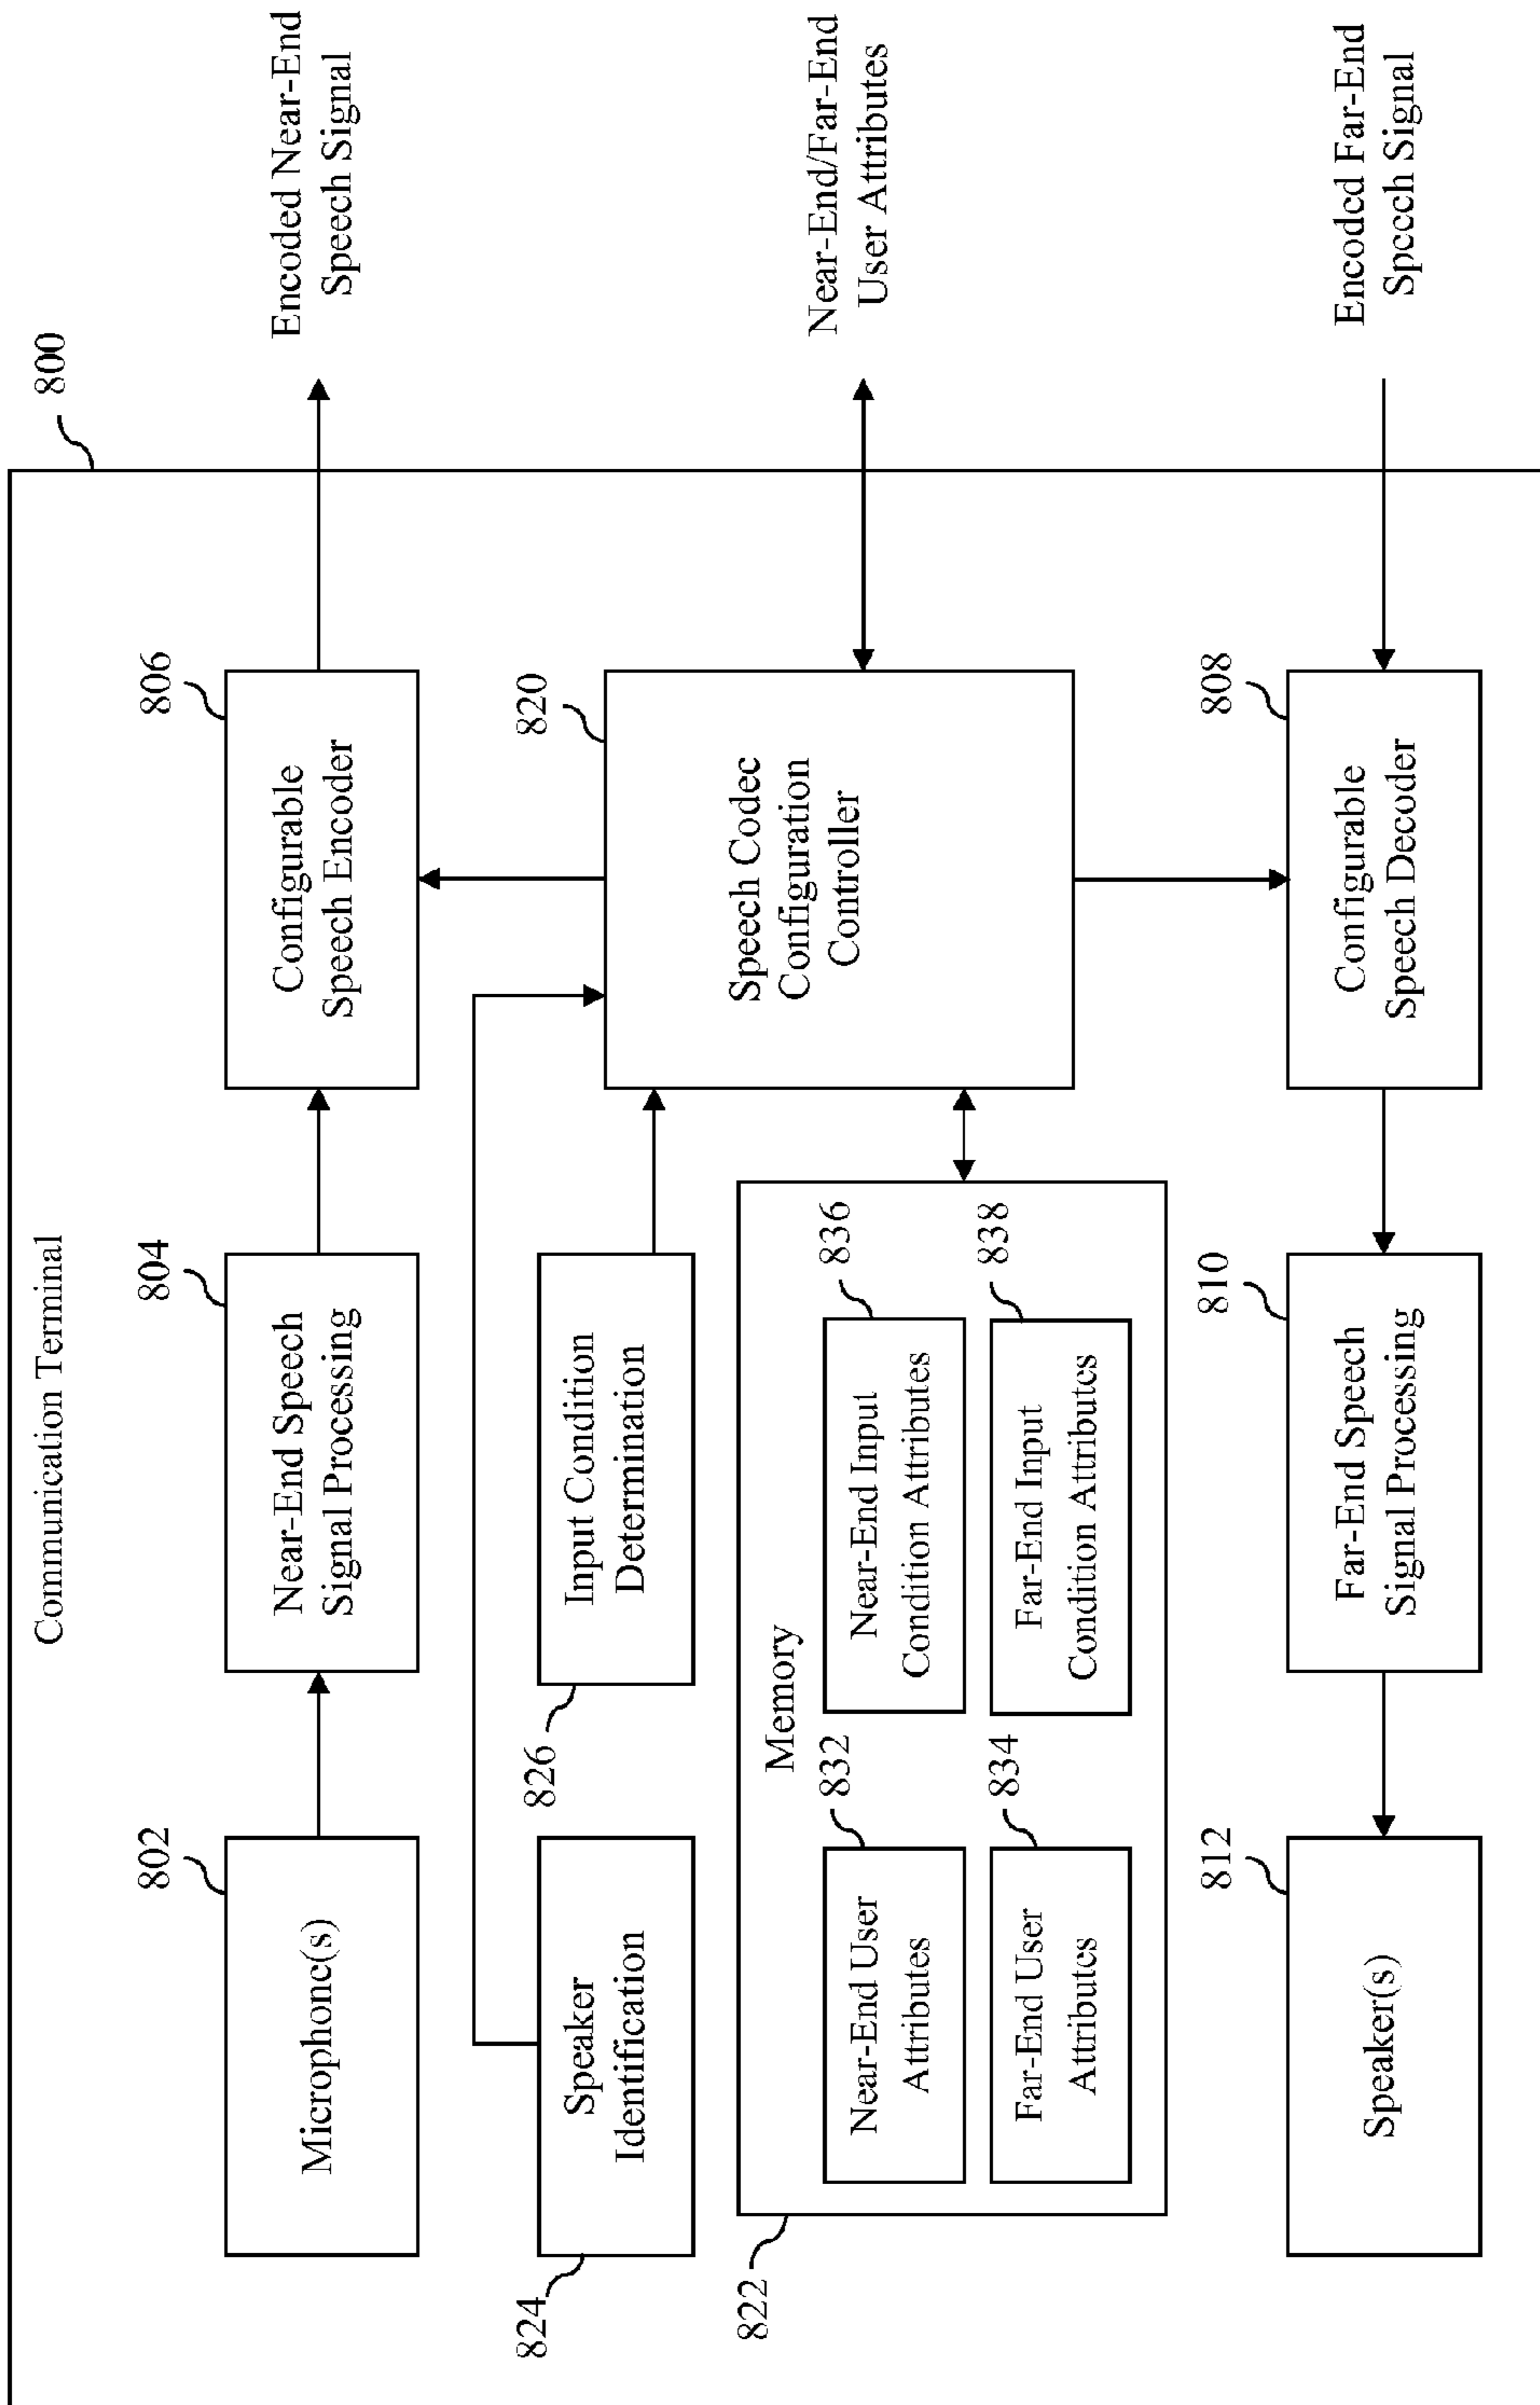 Communication Terminal
800
802
Microphone(s)
804
Near-End Speech
Signal Processing
806
Configurable
Speech Encoder
Encoded Near-End
Speech Signal
824
Speaker
Identification
826
Input Condition
Determination
820
Speech Codec
Configuration
Controller
Near-End/Far-End
User Attributes
822
Memory
832
Near-End User
Attributes
836
Near-End Input
Condition Attributes
834
Far-End User
Attributes
838
Far-End Input
Condition Attributes
812
Speaker(s)
810
Far-End Speech
Signal Processing
808
Configurable
Speech Decoder
Encoded Far-End
Speech Signal